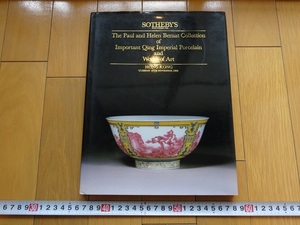 SOTHEBY'S
The Paul and Helen Bernat Collection
of
Important Qing Imperial Porcelain
and
Works of Art
HONG KONG